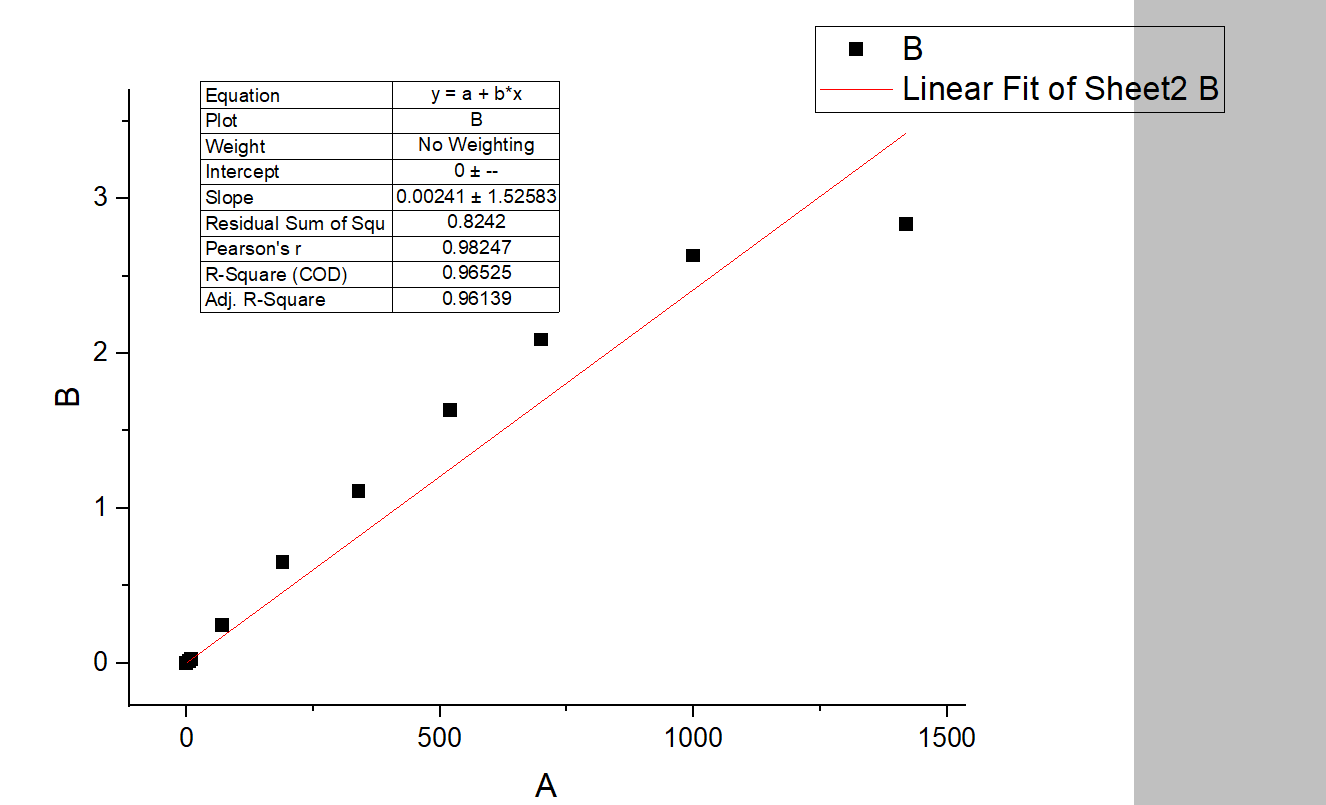 B
Linear Fit of Sheet2 B
Equation y = a + b*x
Plot B
Weight No Weighting
Intercept 0 ± --
Slope 0.00241 ± 1.52583
Residual Sum of Squ 0.8242
Pearson's r 0.98247
R-Square (COD) 0.96525
Adj. R-Square 0.96139
3
2
1
0
B
0 500 1000 1500
A